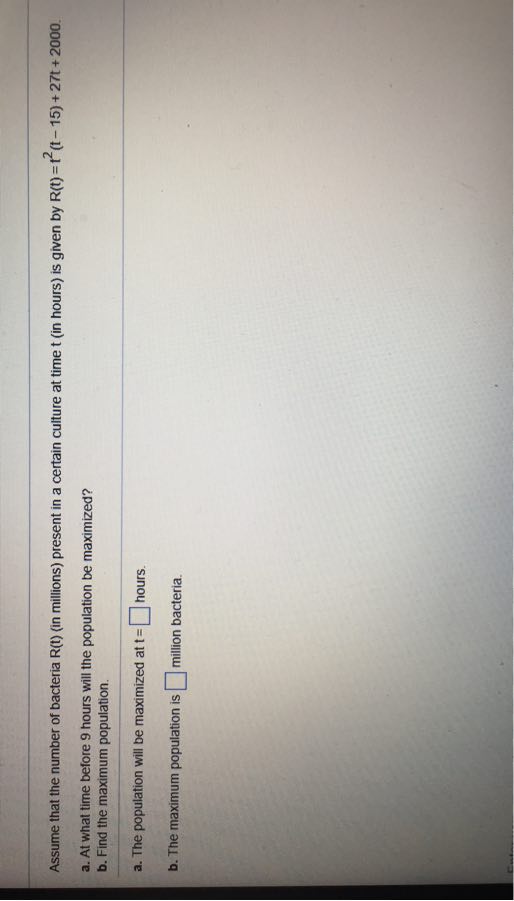 Assume that the number of bacteria R(t) (in millions) present in a certain culture at time t (in hours) is given by R(t) = t²(t − 15) + 27t + 2000.
a. At what time before 9 hours will the population be maximized?
b. Find the maximum population.
a. The population will be maximized at t = hours.
b. The maximum population is million bacteria.